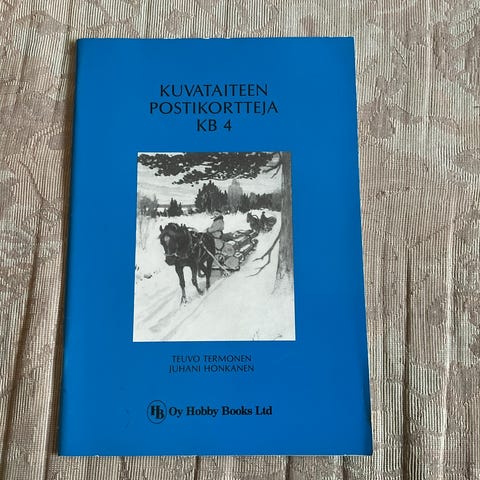 KUVATAITEEN
POSTIKORTTEJA
KB 4
TEUVO TERMONEN
JUHANI HONKANEN
HB Oy Hobby Books Ltd